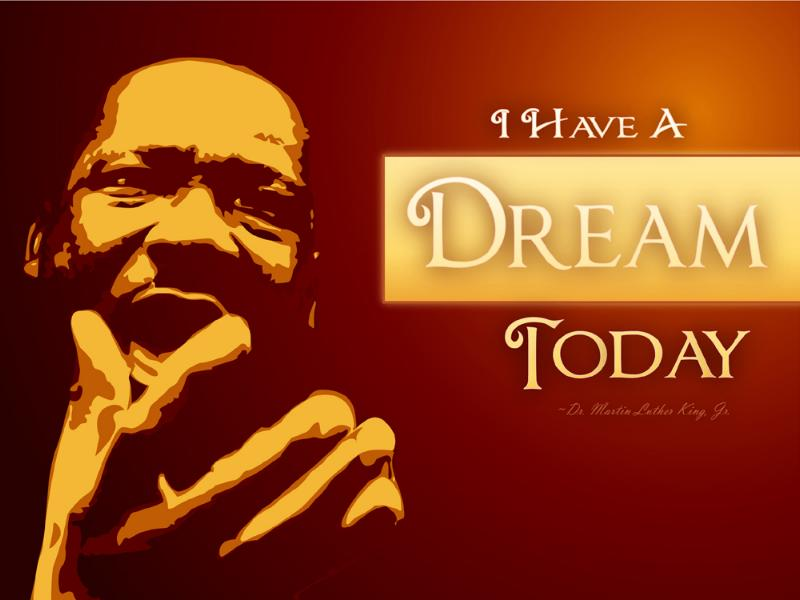 I Have A
Dream
Today
~Dr. Martin Luther King, Jr.